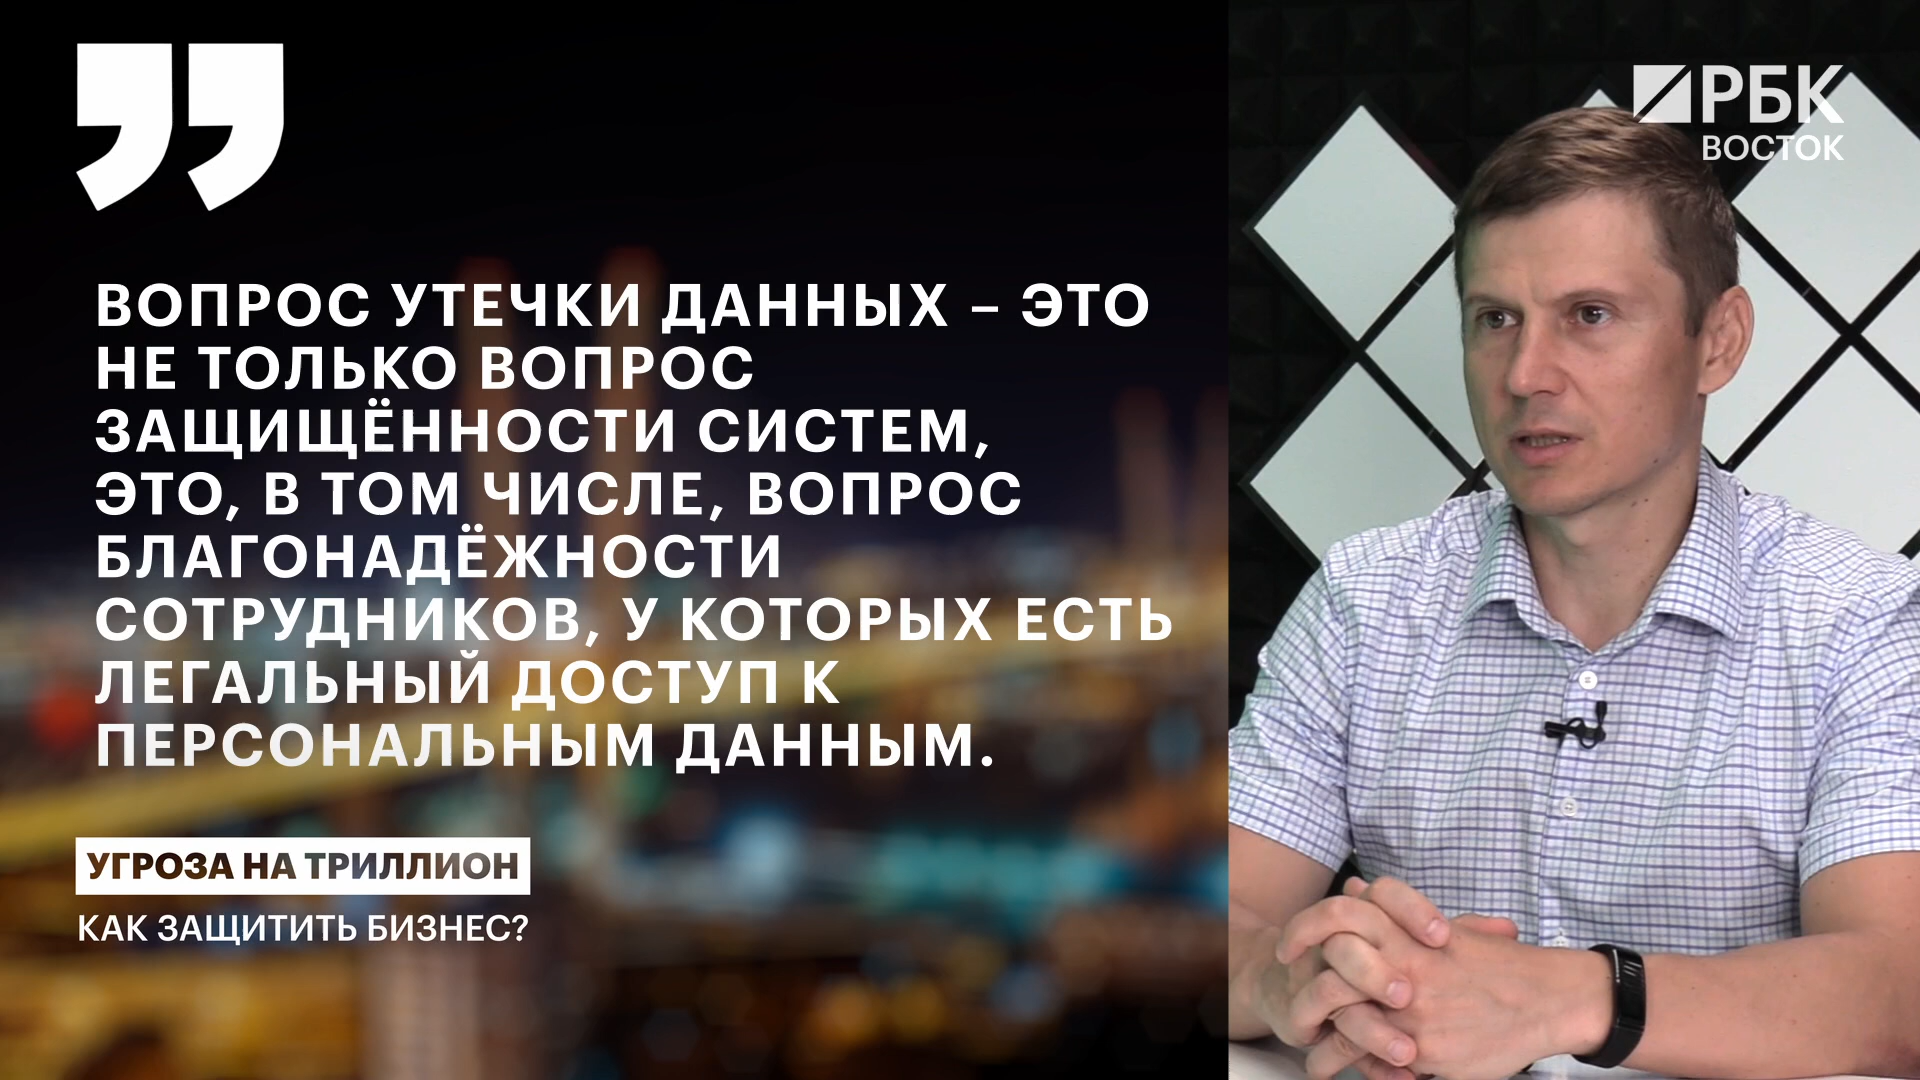 РБК
ВОСТОК
ВОПРОС УТЕЧКИ ДАННЫХ – ЭТО
НЕ ТОЛЬКО ВОПРОС
ЗАЩИЩЁННОСТИ СИСТЕМ,
ЭТО, В ТОМ ЧИСЛЕ, ВОПРОС
БЛАГОНАДЁЖНОСТИ
СОТРУДНИКОВ, У КОТОРЫХ ЕСТЬ
ЛЕГАЛЬНЫЙ ДОСТУП К
ПЕРСОНАЛЬНЫМ ДАННЫМ.
УГРОЗА НА ТРИЛЛИОН
КАК ЗАЩИТИТЬ БИЗНЕС?